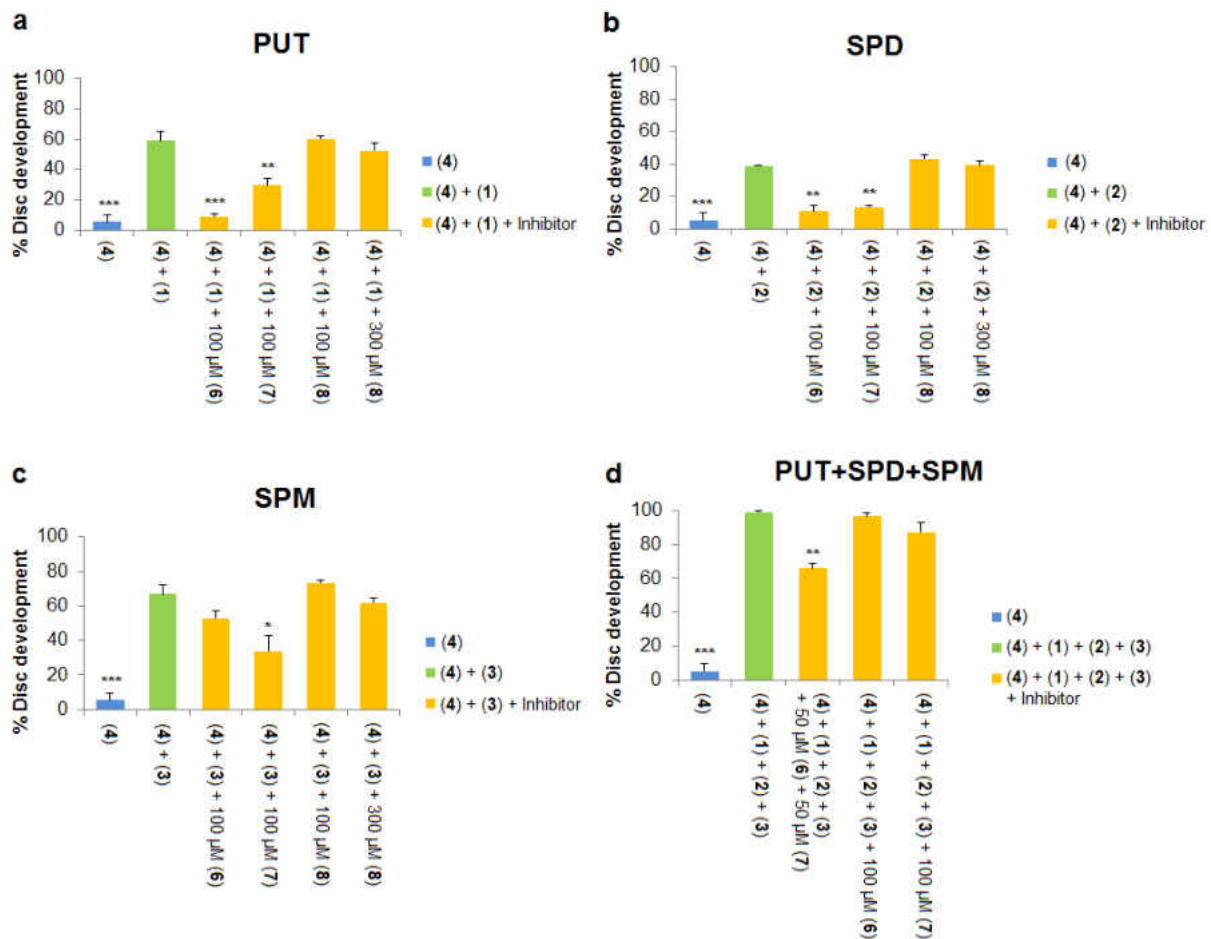 a
PUT
% Disc development
100
80
60
40
20
0
***
***
**
(4)
(4) + (1)
(4) + (1) + 100 µM (6)
(4) + (1) + 100 µM (7)
(4) + (1) + 100 µM (8)
(4) + (1) + 300 µM (8)
(4)
(4) + (1)
(4) + (1) + Inhibitor
b
SPD
% Disc development
100
80
60
40
20
0
***
**
**
(4)
(4) + (2)
(4) + (2) + 100 µM (6)
(4) + (2) + 100 µM (7)
(4) + (2) + 100 µM (8)
(4) + (2) + 300 µM (8)
(4)
(4) + (2)
(4) + (2) + Inhibitor
c
SPM
% Disc development
100
80
60
40
20
0
***
*
(4)
(4) + (3)
(4) + (3) + 100 µM (6)
(4) + (3) + 100 µM (7)
(4) + (3) + 100 µM (8)
(4) + (3) + 300 µM (8)
(4)
(4) + (3)
(4) + (3) + Inhibitor
d
PUT+SPD+SPM
% Disc development
100
80
60
40
20
0
***
**
(4)
(4) + (1) + (2) + (3)
(4) + (1) + (2) + (3)
+ 50 µM (6) + 50 µM (7)
(4) + (1) + (2) + (3) + 100 µM (6)
(4) + (1) + (2) + (3) + 100 µM (7)
(4)
(4) + (1) + (2) + (3)
(4) + (1) + (2) + (3)
+ Inhibitor